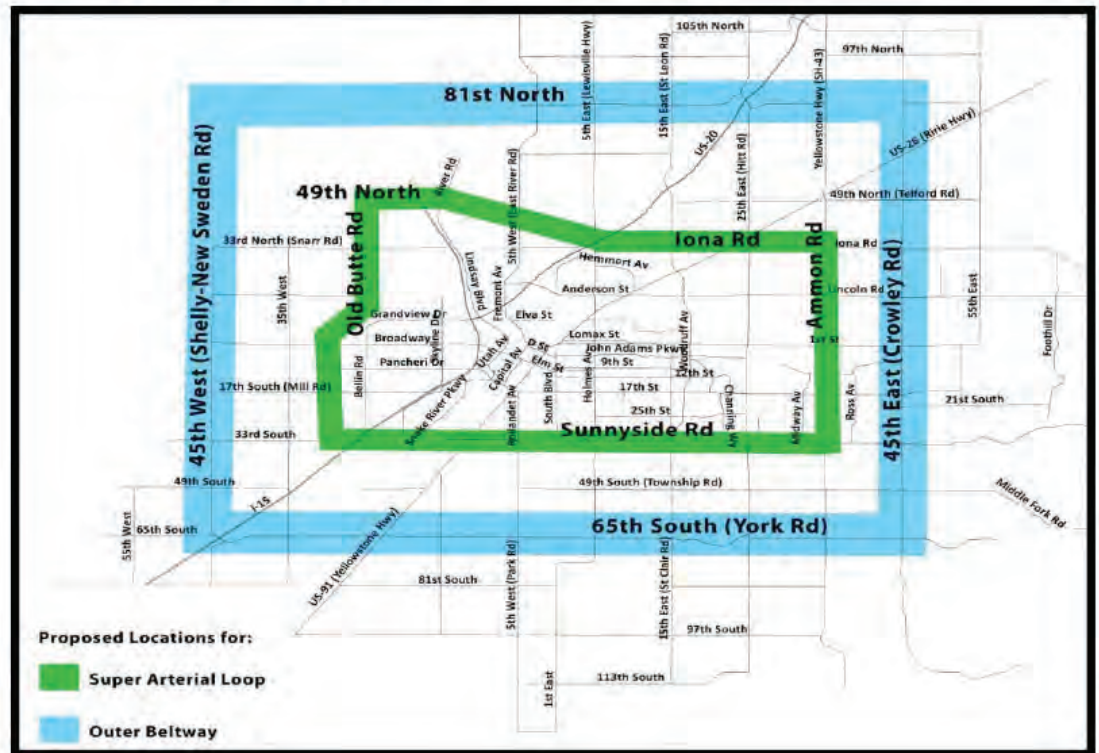 105th North
97th North
5th East (Lewisville Hwy)
15th East (St Leon Rd)
Yellowstone Hwy (SH-43)
81st North
US-20
US-26 (Ririe Hwy)
25th East (Hitt Rd)
45th West (Shelly-New Sweden Rd)
49th North
River Rd
5th West (East River Rd)
49th North (Telford Rd)
33rd North (Snarr Rd)
Iona Rd
Iona Rd
Old Butte Rd
Lindsay Blvd
Hemmert Av
Ammon Rd
45th East (Crowley Rd)
35th West
Fremont Av
Anderson St
Lincoln Rd
55th East
Foothill Dr
Grandview Dr
Elva St
Skyline Dr
Broadway
Lomax St
1st St
Utah Av
D St
John Adams Pkwy
Woodruff Av
Pancheri Dr
Capital Av
Elm St
9th St
12th St
Holmes Av
17th South (Mill Rd)
Bellin Rd
17th St
South Blvd
Channing Wy
Midway Av
Ross Av
21st South
Snake River Pkwy
Rollandet Av
25th St
33rd South
Sunnyside Rd
49th South
I-15
49th South (Township Rd)
Middle Fork Rd
55th West
65th South
65th South (York Rd)
US-91 (Yellowstone Hwy)
81st South
5th West (Park Rd)
15th East (St Clair Rd)
97th South
1st East
113th South
Proposed Locations for:
Super Arterial Loop
Outer Beltway